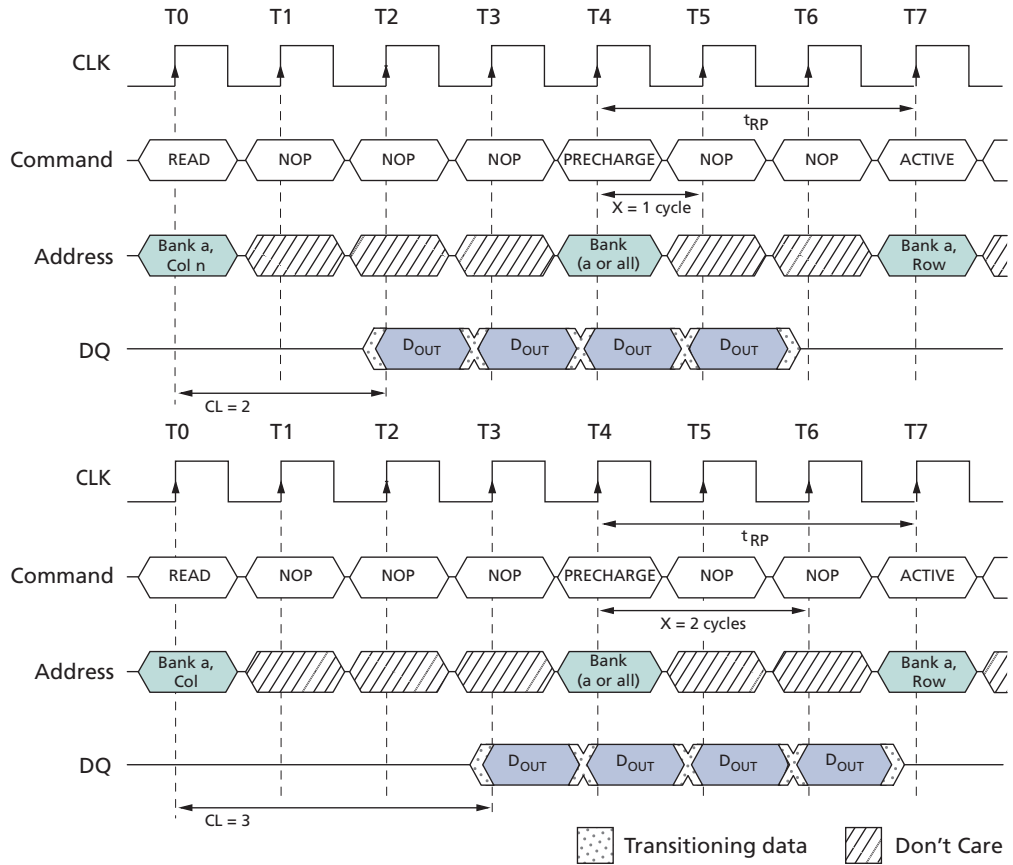 T0 T1 T2 T3 T4 T5 T6 T7
CLK
tRP
Command READ NOP NOP NOP PRECHARGE NOP NOP ACTIVE
X = 1 cycle
Address Bank a, Col n Bank (a or all) Bank a, Row
DQ DOUT DOUT DOUT DOUT
CL = 2
T0 T1 T2 T3 T4 T5 T6 T7
CLK
tRP
Command READ NOP NOP NOP PRECHARGE NOP NOP ACTIVE
X = 2 cycles
Address Bank a, Col Bank (a or all) Bank a, Row
DQ DOUT DOUT DOUT DOUT
CL = 3
Transitioning data Don't Care